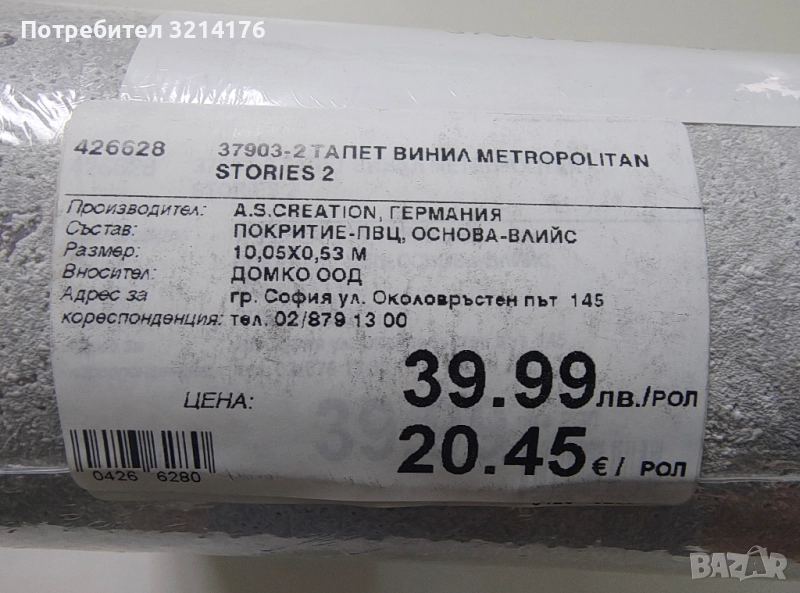 Потребител 3214176
426628 37903-2 ТАПЕТ ВИНИЛ METROPOLITAN
STORIES 2
Производител: A.S.CREATION, ГЕРМАНИЯ
Състав: ПОКРИТИЕ-ПВЦ, ОСНОВА-ВЛИЙС
Размер: 10,05X0,53 М
Вносител: ДОМКО ООД
Адрес за гр. София ул. Околовръстен път 145
кореспонденция: тел. 02/879 13 00
ЦЕНА: 39.99 ЛВ./РОЛ
20.45 €/ РОЛ
0426 6280
BAZAR